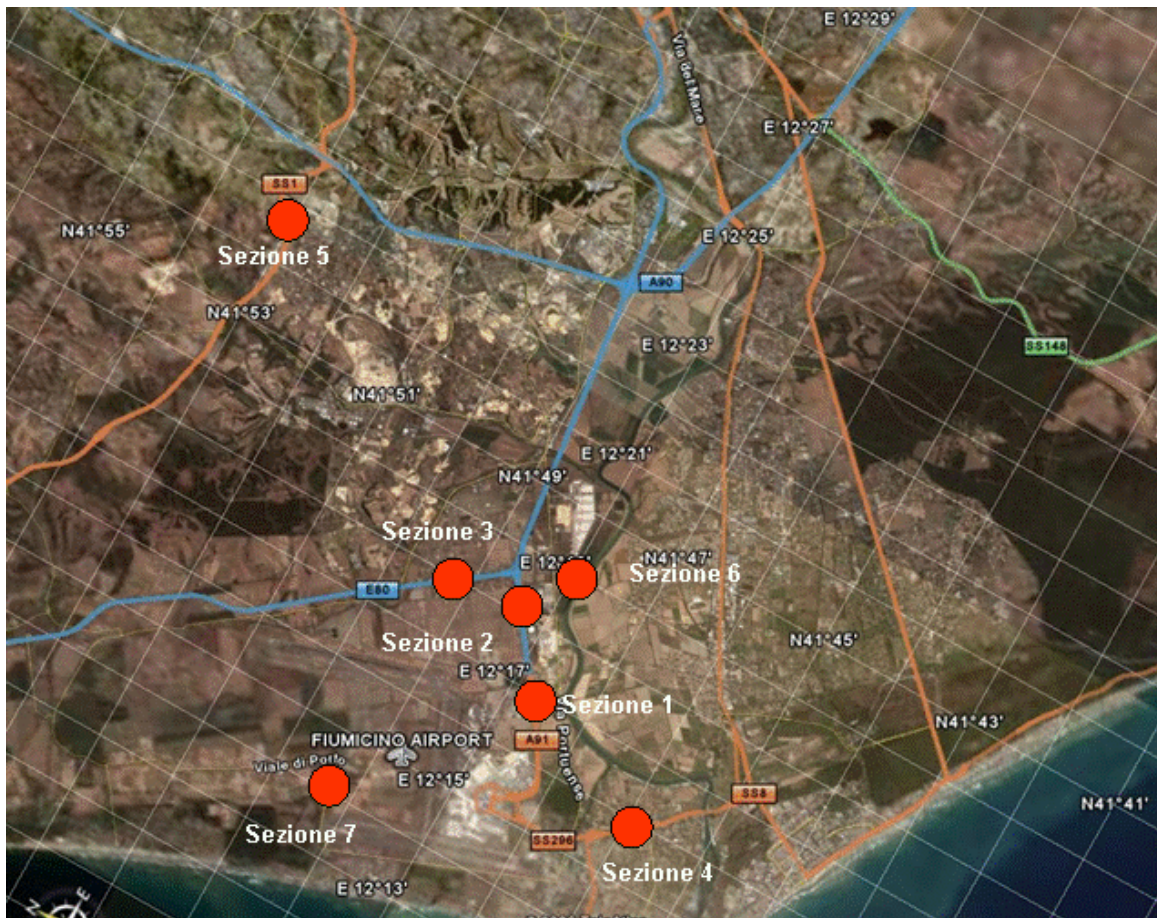 E 12°29'
Via del Mare
E 12°27'
SS1
N41°55'
Sezione 5
E 12°25'
A90
N41°53'
E 12°23'
SS148
N41°51'
E 12°21'
N41°49'
Sezione 3
N41°47'
Sezione 6
E80
Sezione 2
N41°45'
E 12°17'
Sezione 1
N41°43'
A91
Portuense
FIUMICINO AIRPORT
Viale di Porto
E 12°15'
SS8
N41°41'
Sezione 7
SS296
Sezione 4
E 12°13'
N
E